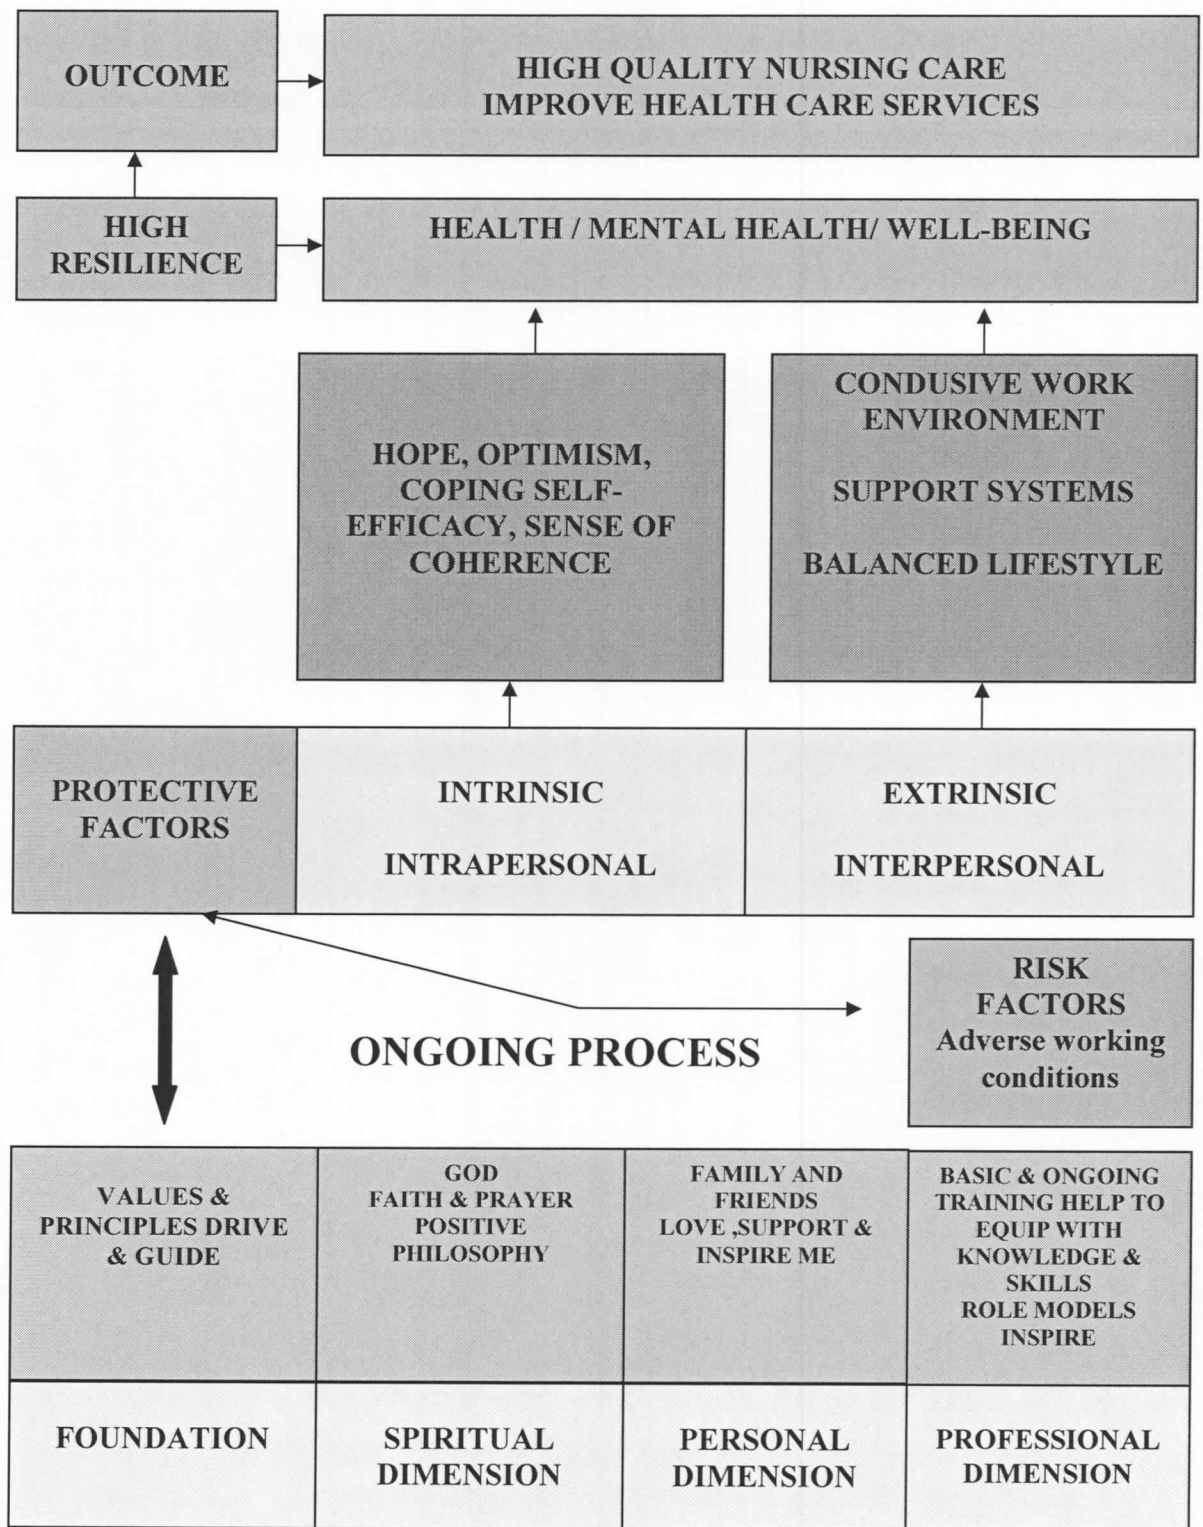 OUTCOME
HIGH QUALITY NURSING CARE
IMPROVE HEALTH CARE SERVICES
HIGH
RESILIENCE
HEALTH / MENTAL HEALTH/ WELL-BEING
HOPE, OPTIMISM,
COPING SELF-
EFFICACY, SENSE OF
COHERENCE
CONDUSIVE WORK
ENVIRONMENT
SUPPORT SYSTEMS
BALANCED LIFESTYLE
PROTECTIVE
FACTORS
INTRINSIC
INTRAPERSONAL
EXTRINSIC
INTERPERSONAL
RISK
FACTORS
Adverse working
conditions
ONGOING PROCESS
VALUES &
PRINCIPLES DRIVE
& GUIDE
GOD
FAITH & PRAYER
POSITIVE
PHILOSOPHY
FAMILY AND
FRIENDS
LOVE ,SUPPORT &
INSPIRE ME
BASIC & ONGOING
TRAINING HELP TO
EQUIP WITH
KNOWLEDGE &
SKILLS
ROLE MODELS
INSPIRE
FOUNDATION
SPIRITUAL
DIMENSION
PERSONAL
DIMENSION
PROFESSIONAL
DIMENSION